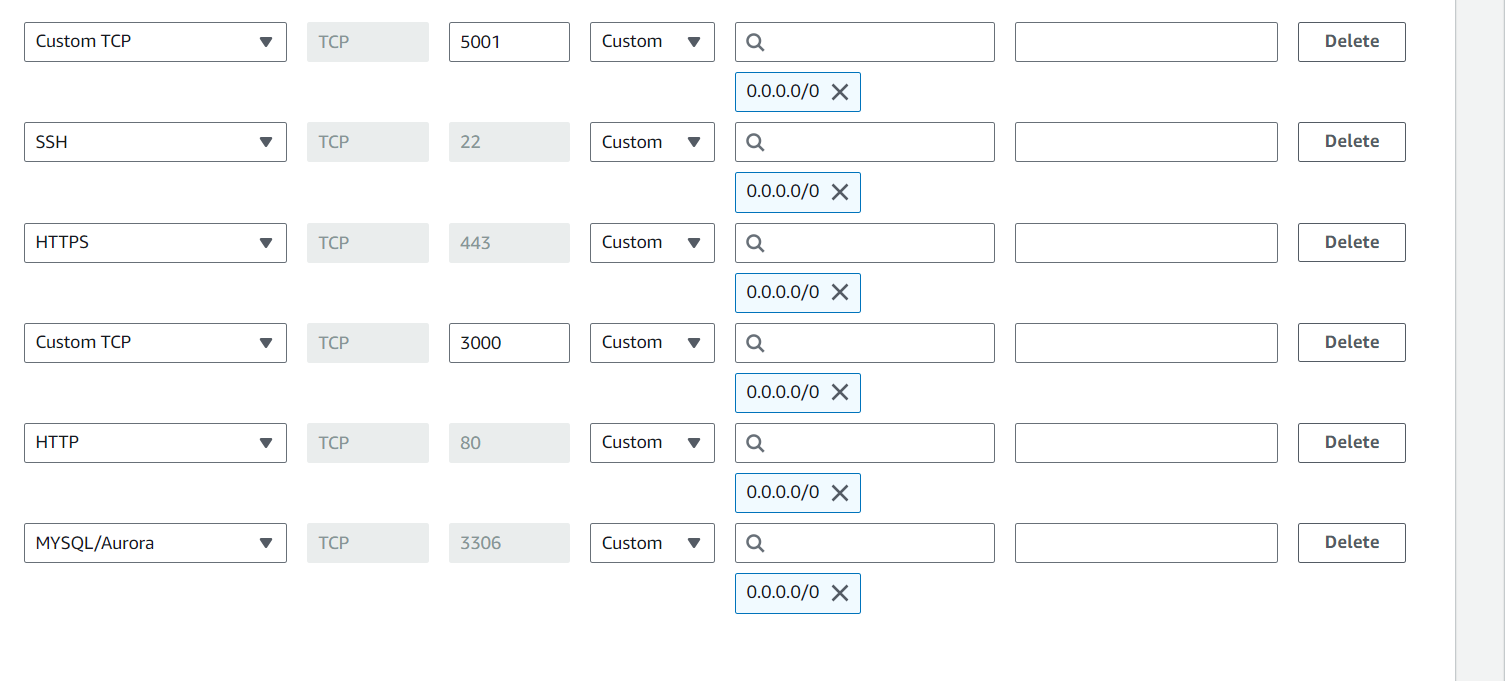 Custom TCP TCP 5001 Custom Delete
0.0.0.0/0
SSH TCP 22 Custom Delete
0.0.0.0/0
HTTPS TCP 443 Custom Delete
0.0.0.0/0
Custom TCP TCP 3000 Custom Delete
0.0.0.0/0
HTTP TCP 80 Custom Delete
0.0.0.0/0
MYSQL/Aurora TCP 3306 Custom Delete
0.0.0.0/0